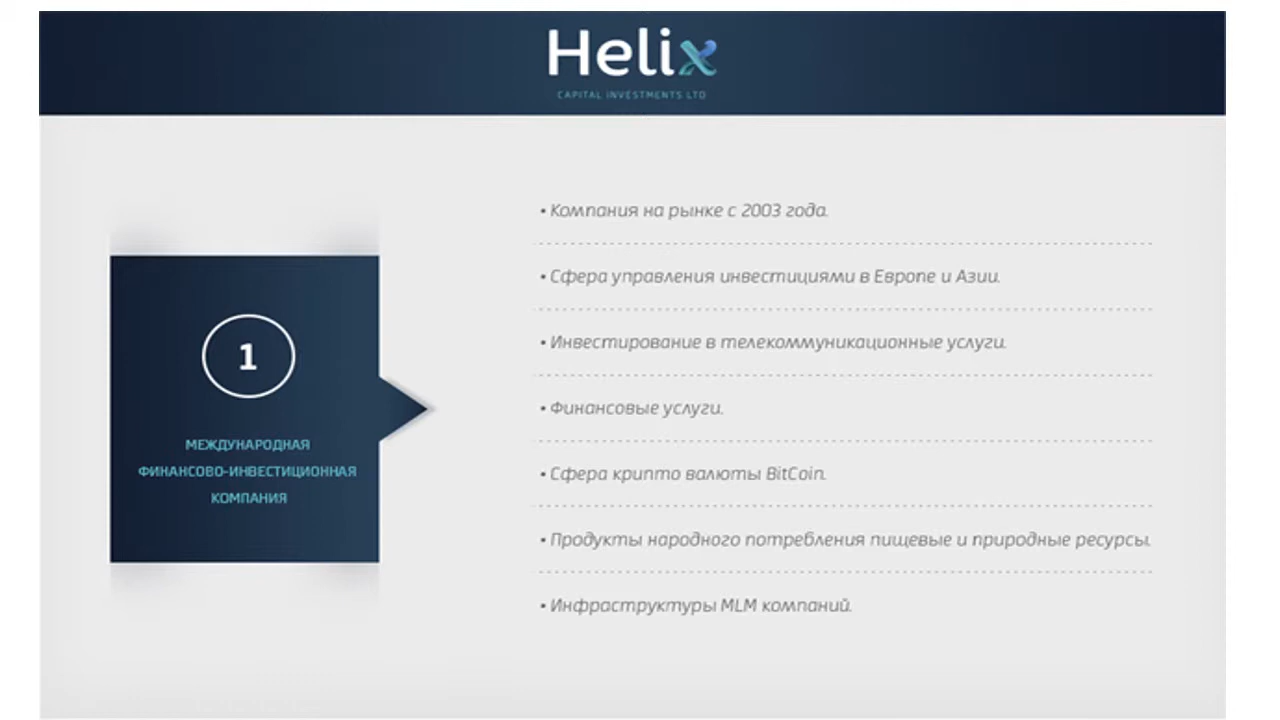 Helix
CAPITAL INVESTMENTS LTD
1
МЕЖДУНАРОДНАЯ
ФИНАНСОВО-ИНВЕСТИЦИОННАЯ
КОМПАНИЯ
• Компания на рынке с 2003 года.
• Сфера управления инвестициями в Европе и Азии.
• Инвестирование в телекоммуникационные услуги.
• Финансовые услуги.
• Сфера крипто валюты BitCoin.
• Продукты народного потребления пищевые и природные ресурсы.
• Инфраструктуры MLM компаний.